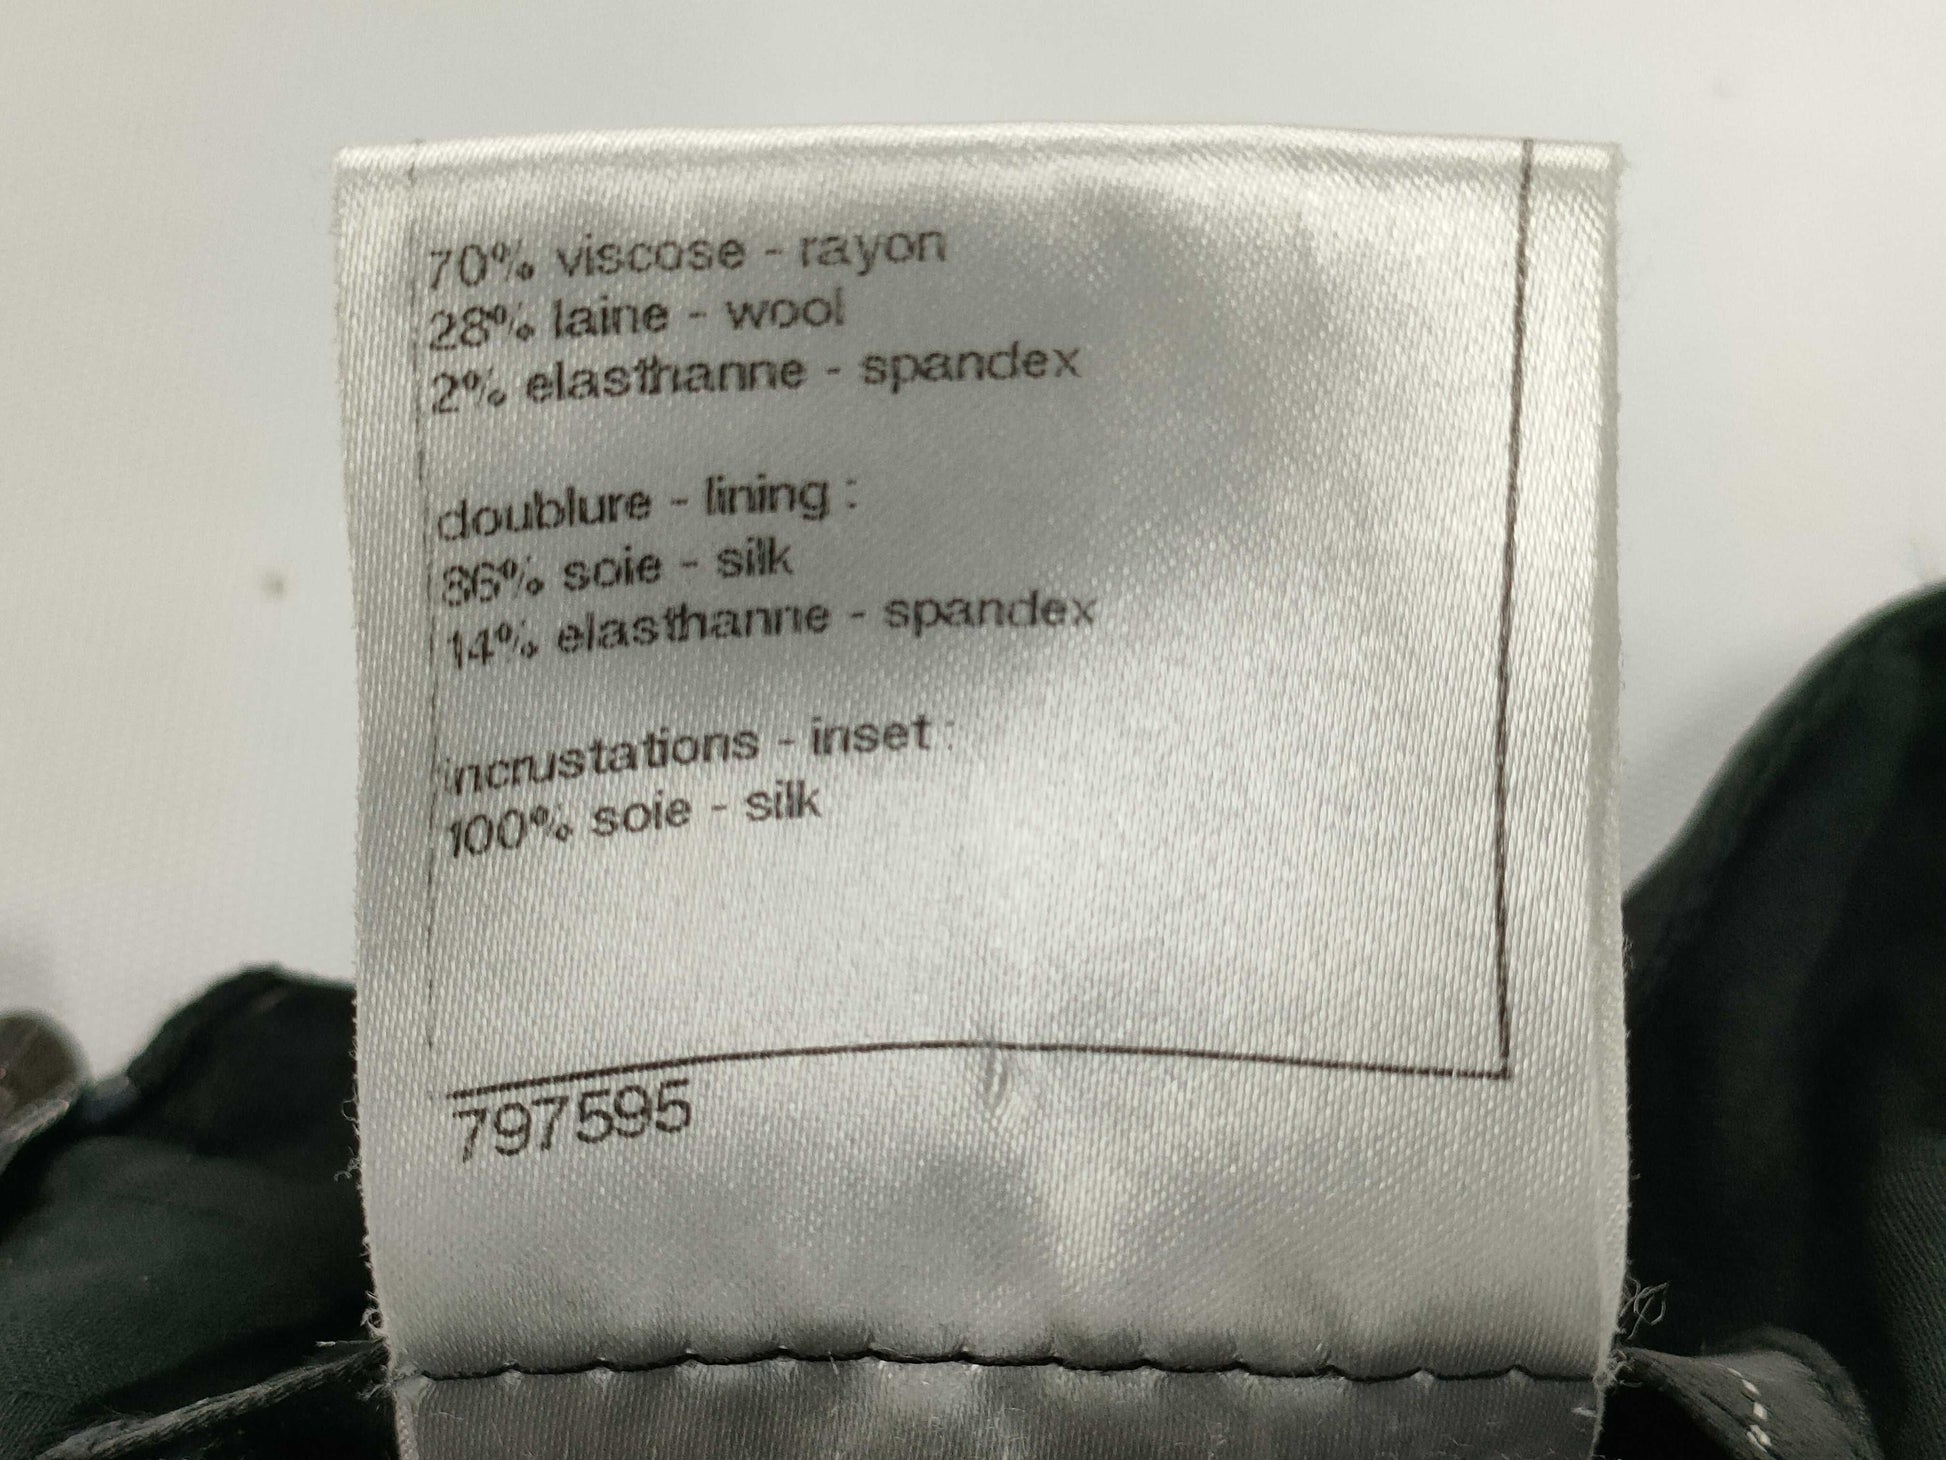 70% viscose - rayon
28% laine - wool
2% elasthanne - spandex
doublure - lining :
86% soie - silk
14% elasthanne - spandex
incrustations - inset :
100% soie - silk
797595